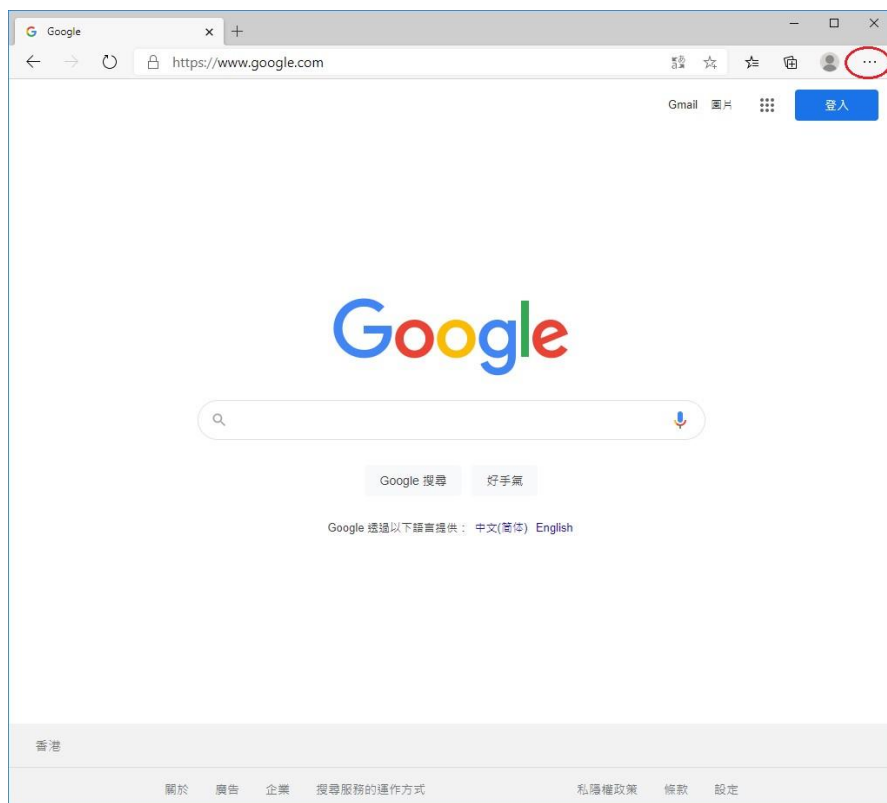 Google
https://www.google.com
Gmail 圖片 登入
Google
Google 搜尋 好手氣
Google 透過以下語言提供： 中文(简体) English
香港
關於 廣告 企業 搜尋服務的運作方式 私隱權政策 條款 設定